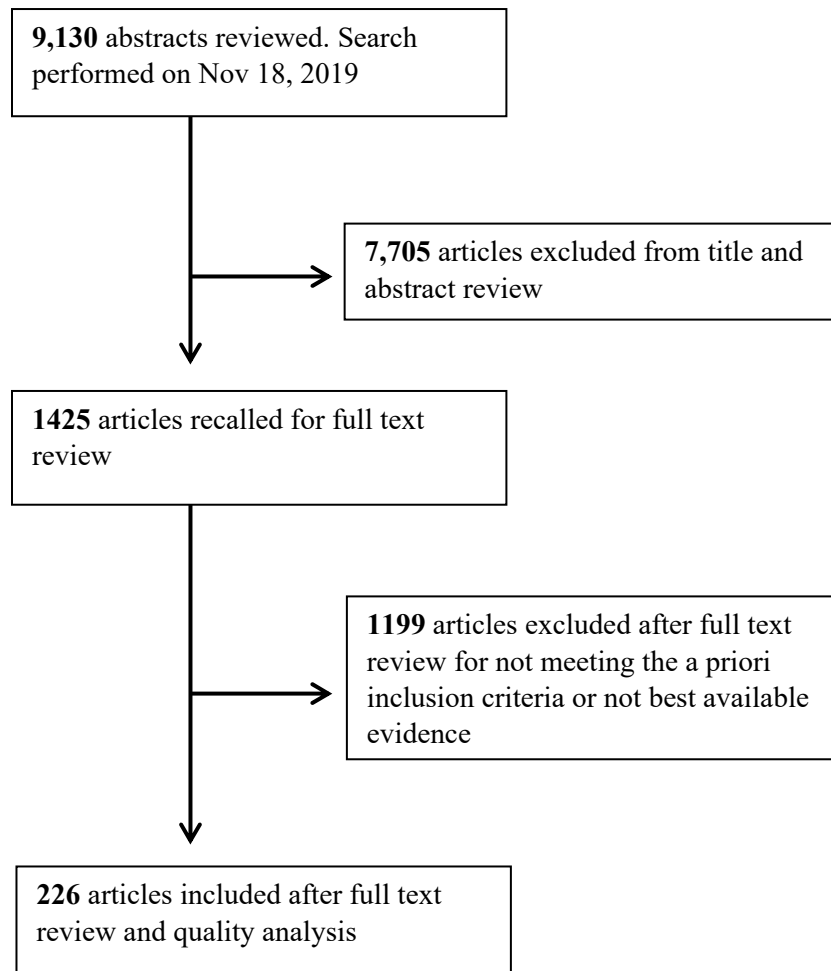 9,130 abstracts reviewed. Search
performed on Nov 18, 2019
7,705 articles excluded from title and
abstract review
1425 articles recalled for full text
review
1199 articles excluded after full text
review for not meeting the a priori
inclusion criteria or not best available
evidence
226 articles included after full text
review and quality analysis